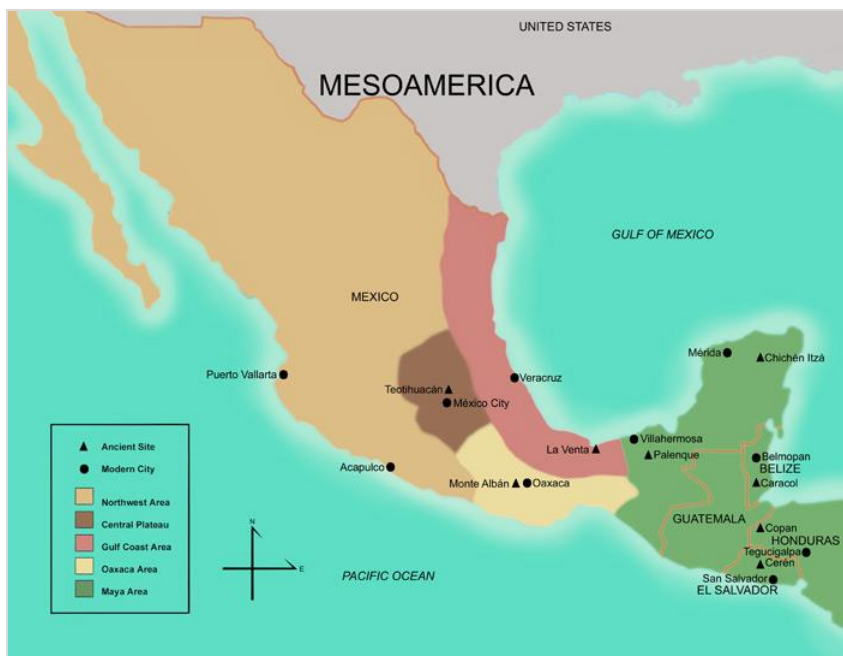 UNITED STATES
MESOAMERICA
GULF OF MEXICO
MEXICO
Mérida
Chichén Itzá
Puerto Vallarta
Teotihuacán
Veracruz
México City
Villahermosa
La Venta
Palenque
Belmopan
BELIZE
Acapulco
Monte Albán
Oaxaca
Caracol
GUATEMALA
Copan
HONDURAS
Tegucigalpa
Cerén
San Salvador
EL SALVADOR
PACIFIC OCEAN
N
E
Ancient Site
Modern City
Northwest Area
Central Plateau
Gulf Coast Area
Oaxaca Area
Maya Area